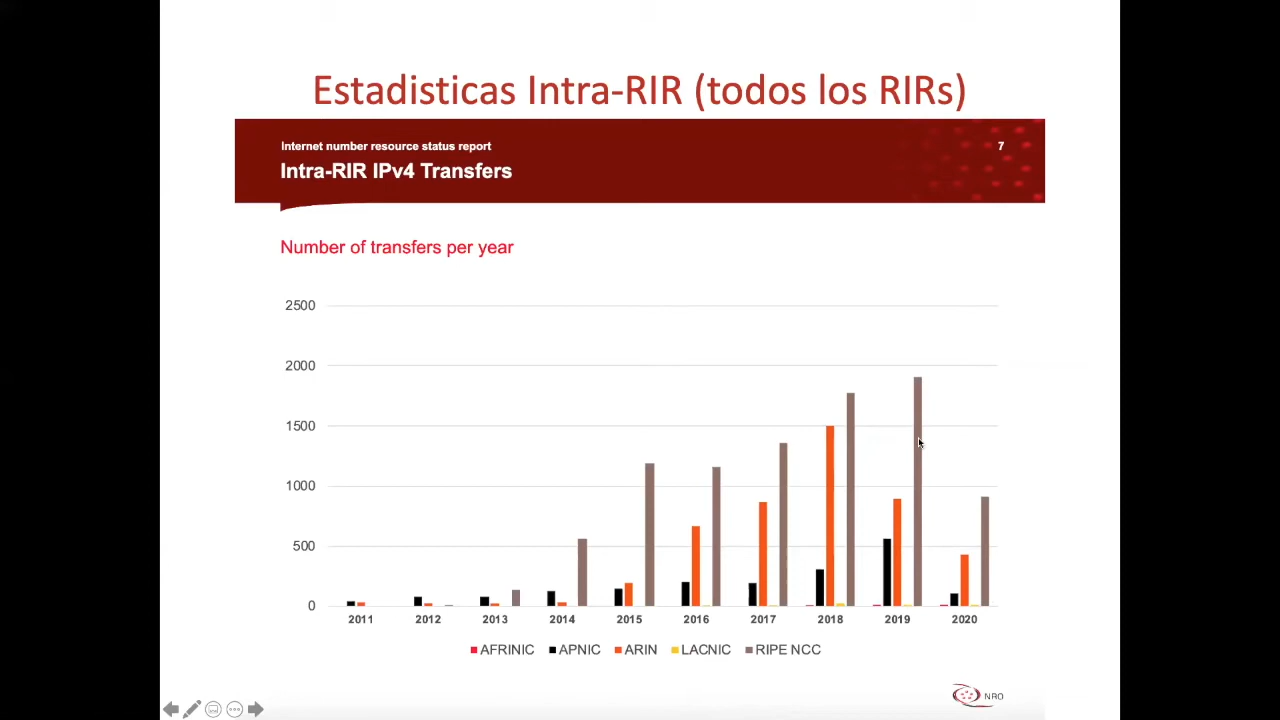 Estadisticas Intra-RIR (todos los RIRs)
Internet number resource status report
7
Intra-RIR IPv4 Transfers
Number of transfers per year
2500
2000
1500
1000
500
0
2011 2012 2013 2014 2015 2016 2017 2018 2019 2020
AFRINIC APNIC ARIN LACNIC RIPE NCC
NRO